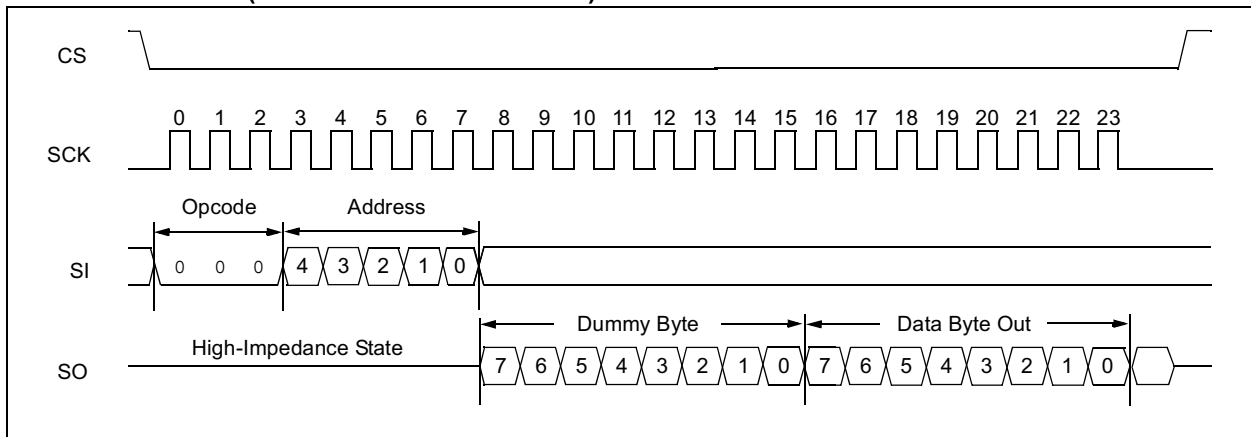 CS
0 1 2 3 4 5 6 7 8 9 10 11 12 13 14 15 16 17 18 19 20 21 22 23
SCK
Opcode Address
SI 0 0 0 4 3 2 1 0
Dummy Byte Data Byte Out
High-Impedance State
SO 7 6 5 4 3 2 1 0 7 6 5 4 3 2 1 0